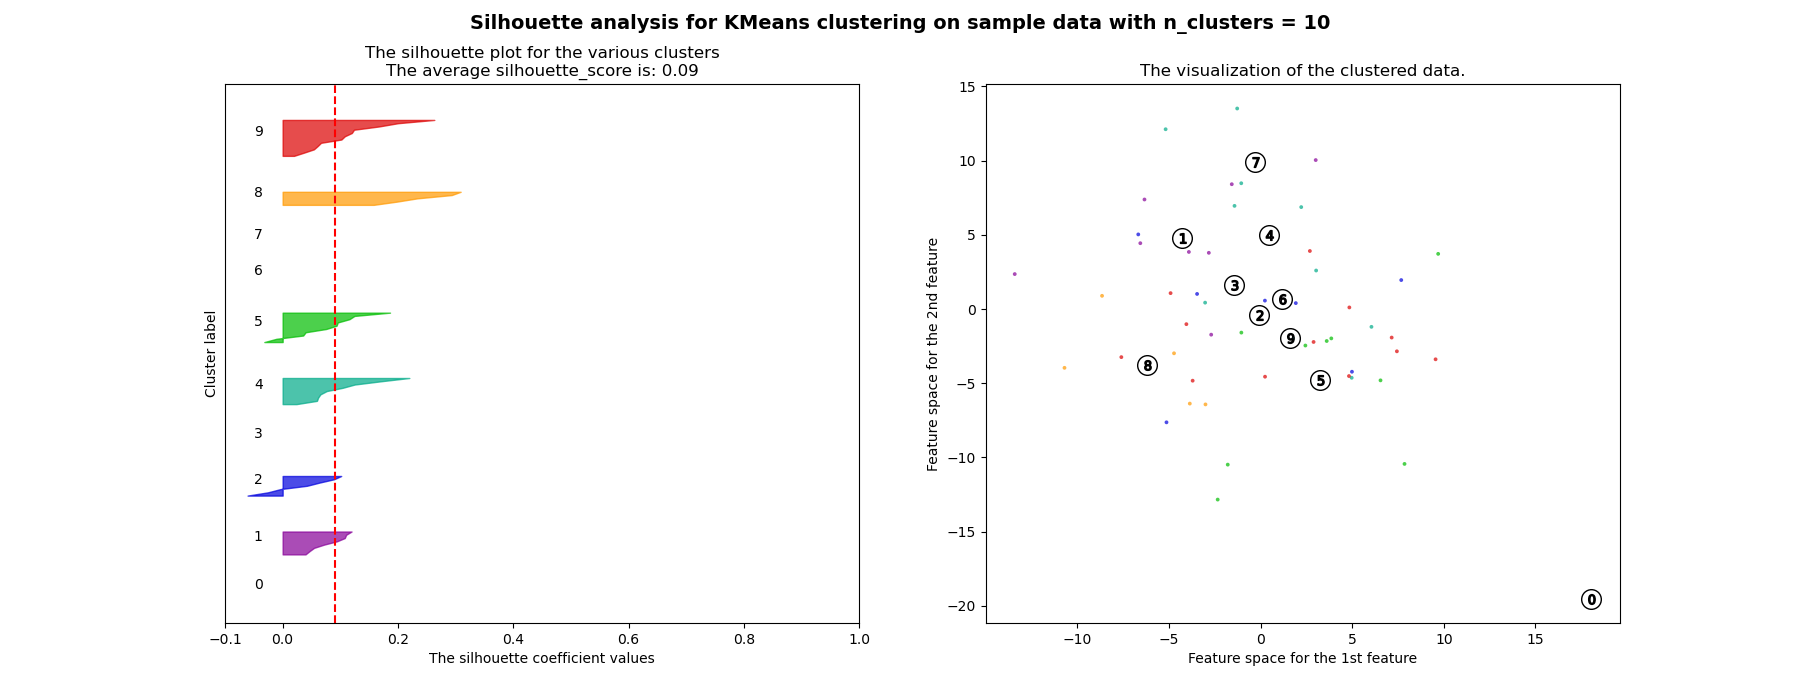 Silhouette analysis for KMeans clustering on sample data with n_clusters = 10
The silhouette plot for the various clusters
The average silhouette_score is: 0.09
Cluster label
9
8
7
6
5
4
3
2
1
0
−0.1 0.0 0.2 0.4 0.6 0.8 1.0
The silhouette coefficient values
The visualization of the clustered data.
Feature space for the 2nd feature
15
10
5
0
−5
−10
−15
−20
7
1
4
3
6
2
9
8
5
0
−10 −5 0 5 10 15
Feature space for the 1st feature